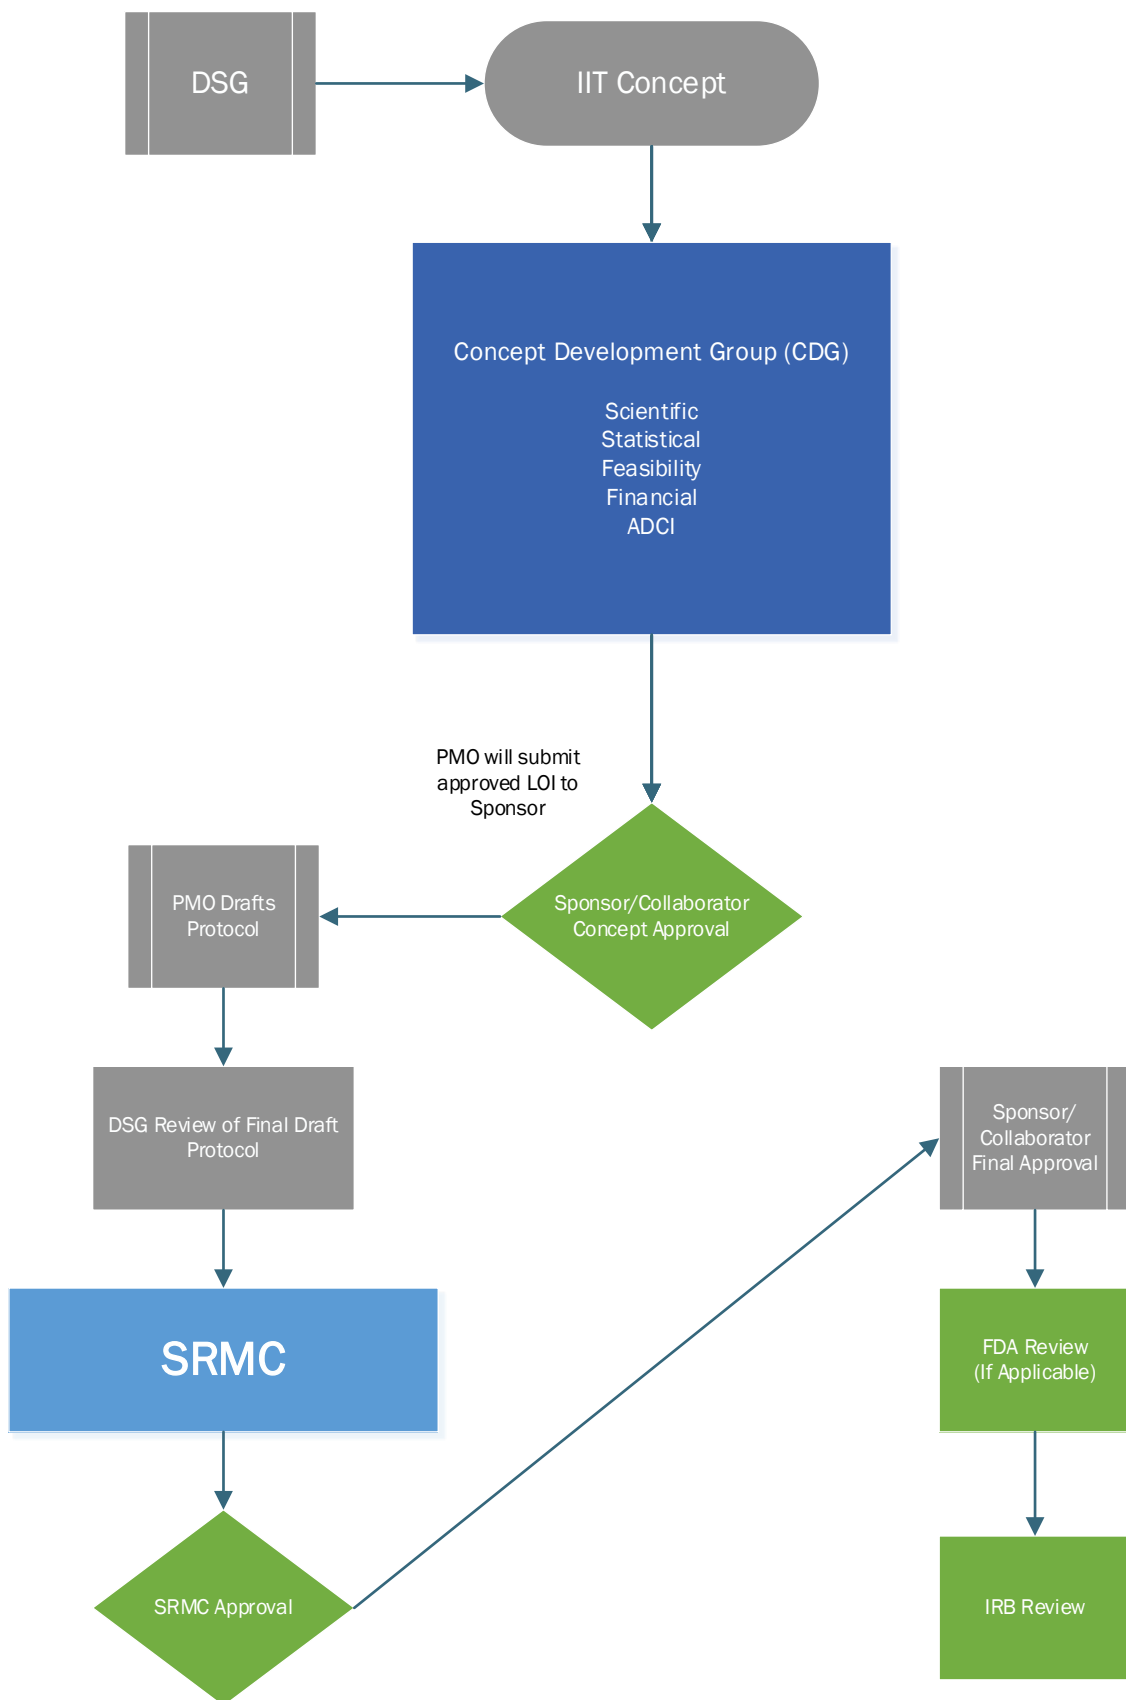 DSG
IIT Concept
Concept Development Group (CDG)
Scientific
Statistical
Feasibility
Financial
ADCI
PMO will submit
approved LOI to
Sponsor
Sponsor/Collaborator
Concept Approval
PMO Drafts
Protocol
DSG Review of Final Draft
Protocol
SRMC
SRMC Approval
Sponsor/
Collaborator
Final Approval
FDA Review
(If Applicable)
IRB Review